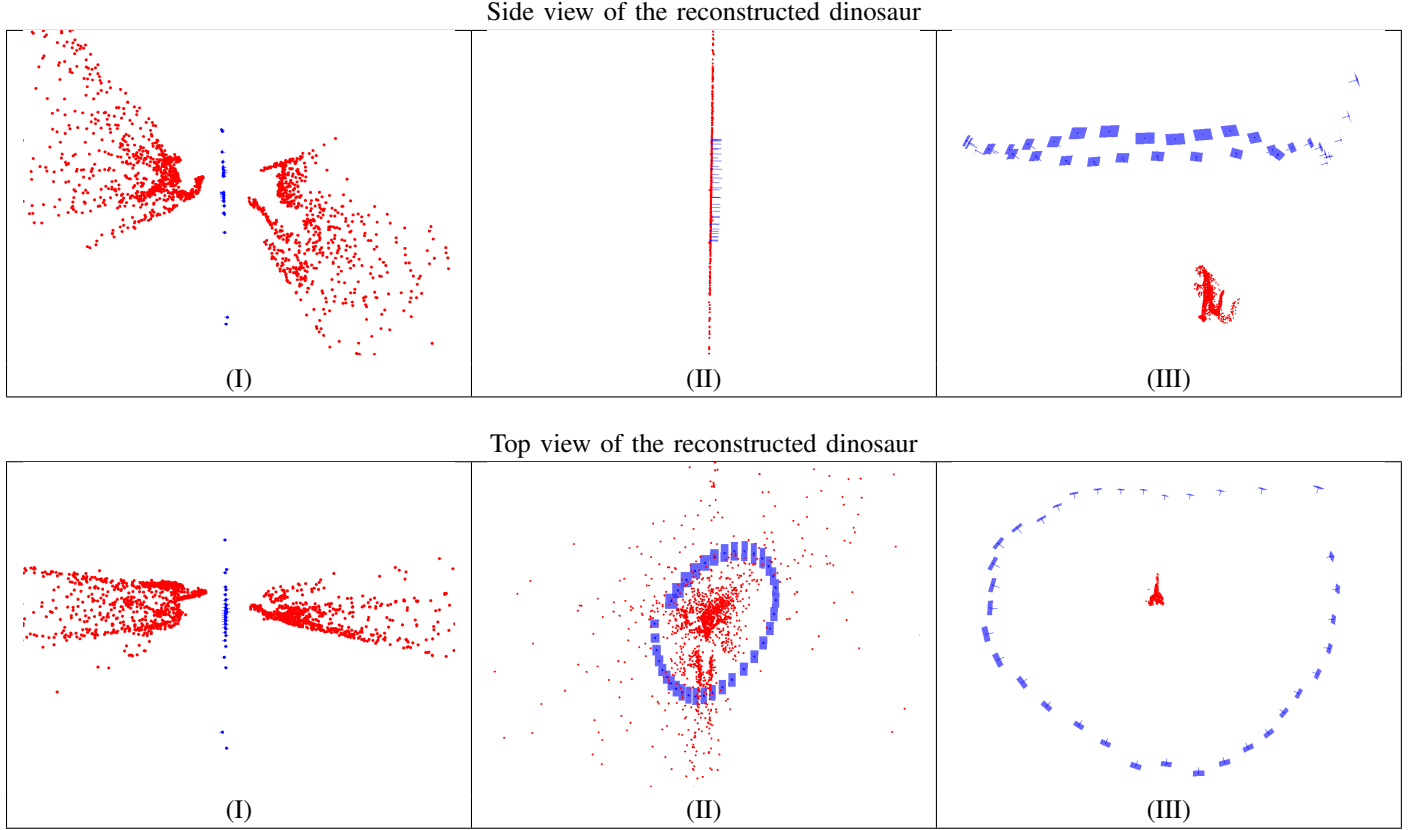 Side view of the reconstructed dinosaur
(I) (II) (III)
Top view of the reconstructed dinosaur
(I) (II) (III)